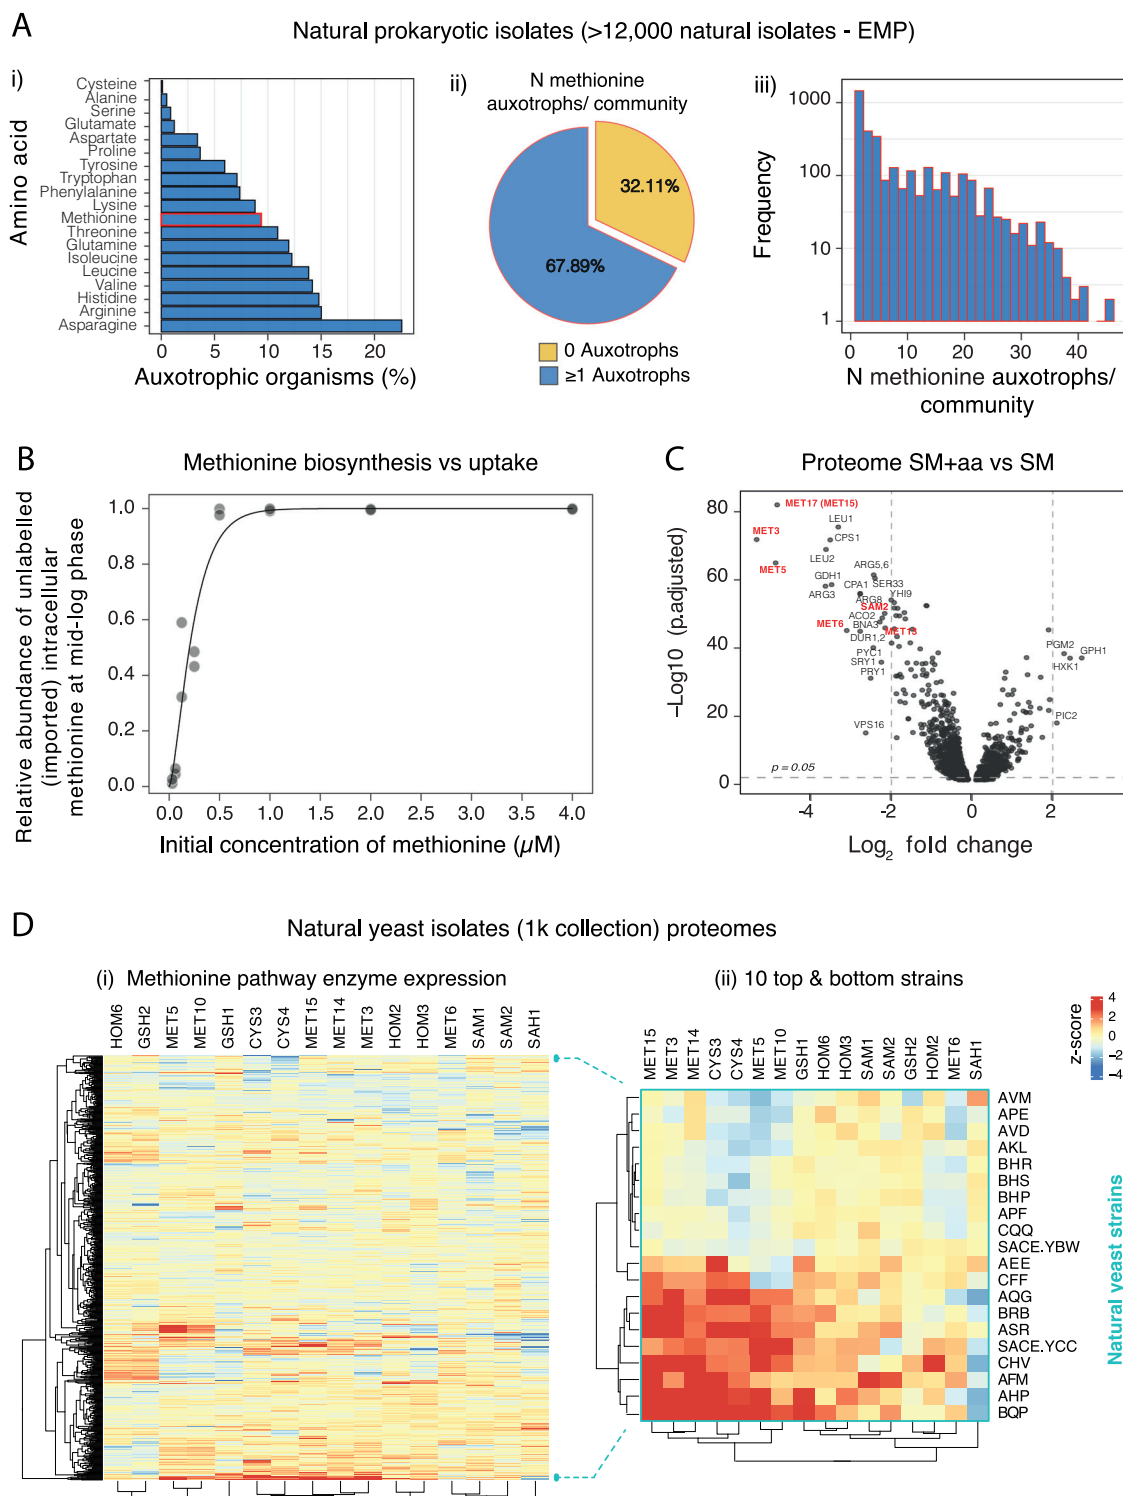 A
Natural prokaryotic isolates (>12,000 natural isolates - EMP)
i)
Amino acid
Cysteine
Alanine
Serine
Glutamate
Aspartate
Proline
Tyrosine
Tryptophan
Phenylalanine
Lysine
Methionine
Threonine
Glutamine
Isoleucine
Leucine
Valine
Histidine
Arginine
Asparagine
0 5 10 15 20
Auxotrophic organisms (%)
ii)
N methionine
auxotrophs/ community
32.11%
67.89%
0 Auxotrophs
≥1 Auxotrophs
iii)
Frequency
1000
100
10
1
0 10 20 30 40
N methionine auxotrophs/
community
B
Methionine biosynthesis vs uptake
Relative abundance of unlabelled
(imported) intracellular
methionine at mid-log phase
1.0
0.8
0.6
0.4
0.2
0.0
0.0 0.5 1.0 1.5 2.0 2.5 3.0 3.5 4.0
Initial concentration of methionine (µM)
C
Proteome SM+aa vs SM
−Log10 (p.adjusted)
80
60
40
20
0
MET17 (MET15)
LEU1
MET3
CPS1
LEU2
MET5
ARG5,6
GDH1
SER33
ARG3
CPA1
YHI9
ARG8
SAM2
ACO2
MET6
BNA3
MET13
DUR1,2
PYC1
SRY1
PRY1
VPS16
PGM2
GPH1
HXK1
PIC2
p = 0.05
-4 -2 0 2
Log2 fold change
D
Natural yeast isolates (1k collection) proteomes
(i) Methionine pathway enzyme expression
HOM6
GSH2
MET5
MET10
GSH1
CYS3
CYS4
MET15
MET14
MET3
HOM2
HOM3
MET6
SAM1
SAM2
SAH1
(ii) 10 top & bottom strains
MET15
MET3
MET14
CYS3
CYS4
MET5
MET10
GSH1
HOM6
HOM3
SAM1
SAM2
GSH2
HOM2
MET6
SAH1
z-score
4
2
0
−2
−4
AVM
APE
AVD
AKL
BHR
BHS
BHP
APF
CQQ
SACE.YBW
AEE
CFF
AQG
BRB
ASR
SACE.YCC
CHV
AFM
AHP
BQP
Natural yeast strains